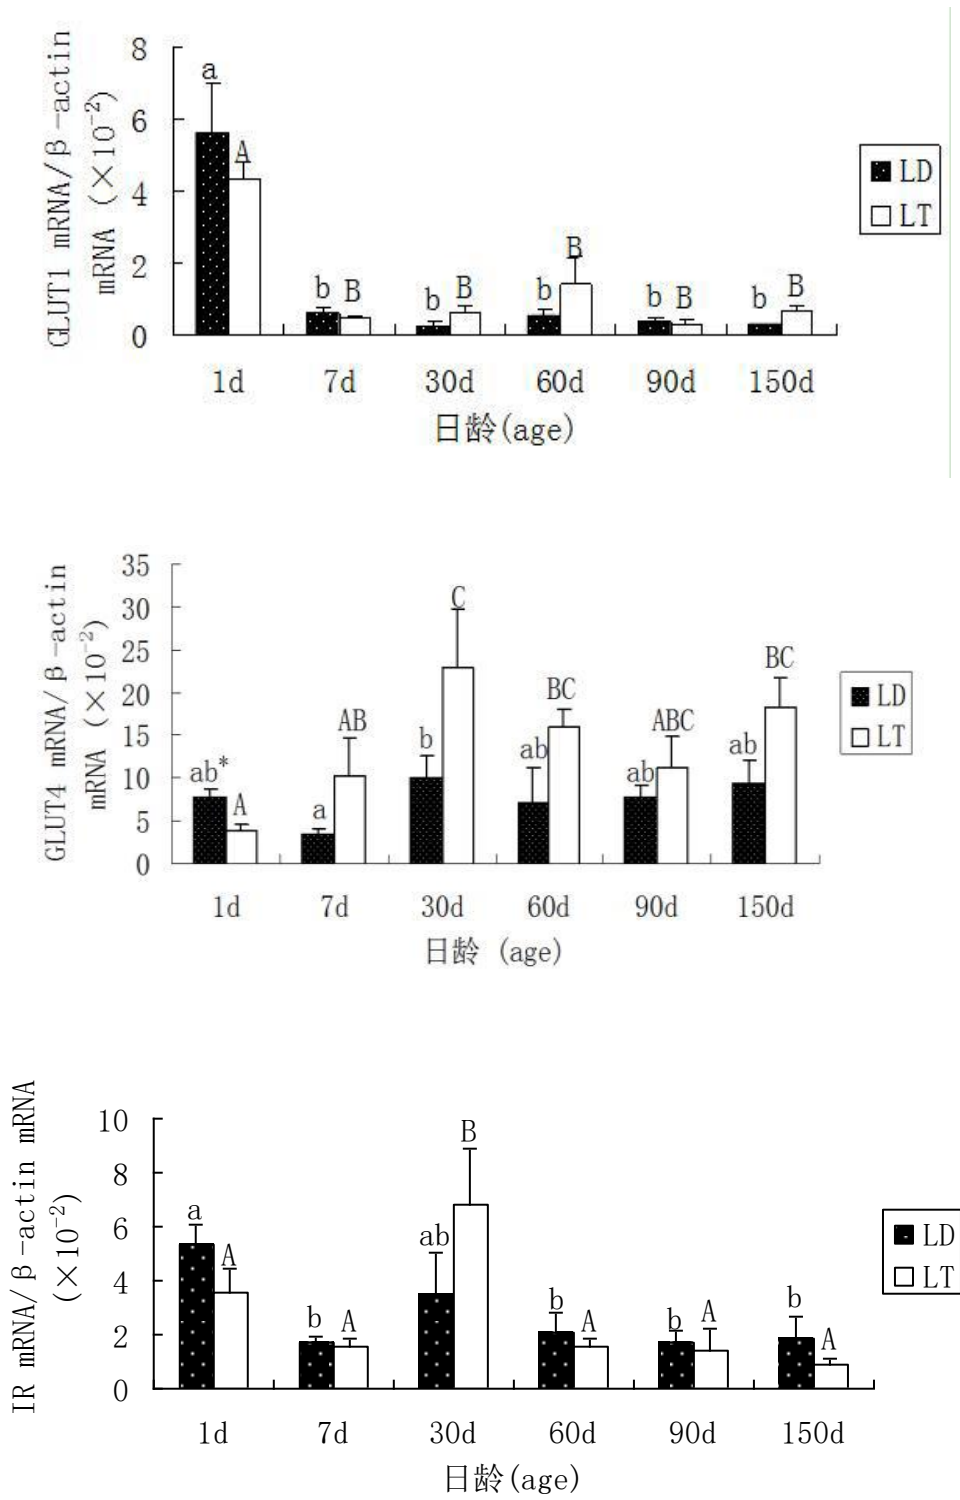 GLUT1 mRNA/β-actin
mRNA (×10⁻²)
8
6
4
2
0
a
A
b
B
b
B
b
B
b
B
b
B
LD
LT
1d 7d 30d 60d 90d 150d
日龄(age)
GLUT4 mRNA/β-actin
mRNA (×10⁻²)
35
30
25
20
15
10
5
0
ab*
A
a
AB
b
C
ab
BC
ab
ABC
ab
BC
LD
LT
1d 7d 30d 60d 90d 150d
日龄 (age)
IR mRNA/β-actin mRNA
(×10⁻²)
10
8
6
4
2
0
a
A
b
A
ab
B
b
A
b
A
b
A
LD
LT
1d 7d 30d 60d 90d 150d
日龄(age)